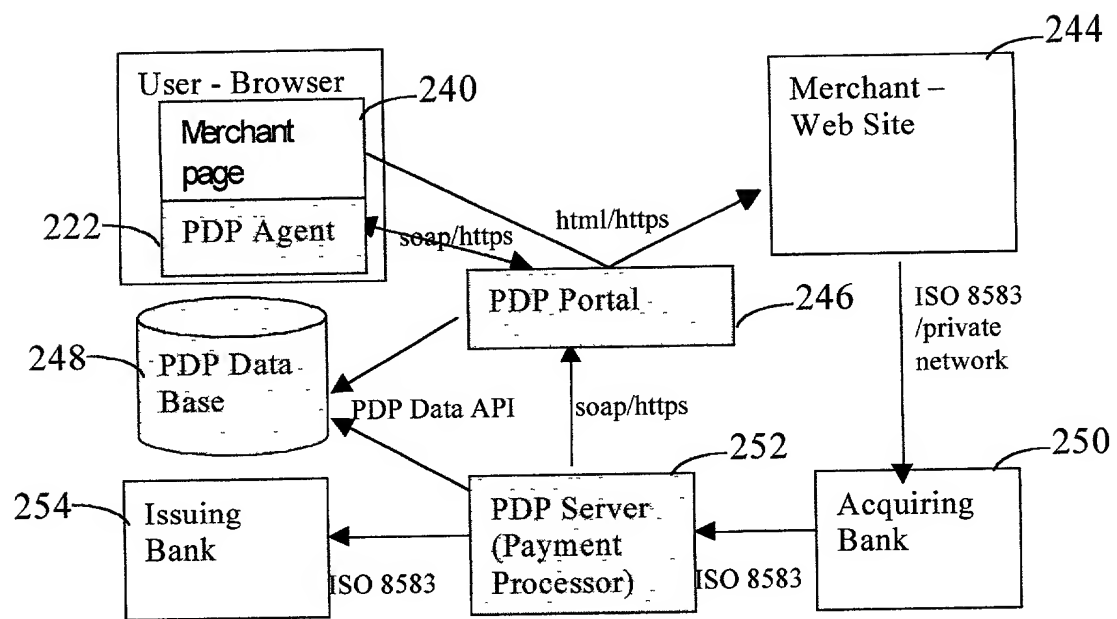 244
User - Browser
240
Merchant
page
Merchant –
Web Site
222
PDP Agent
soap/https
html/https
PDP Portal
246
ISO 8583
/private
network
248
PDP Data
Base
PDP Data API
soap/https
252
250
254
Issuing
Bank
PDP Server
(Payment
Processor)
Acquiring
Bank
ISO 8583
ISO 8583